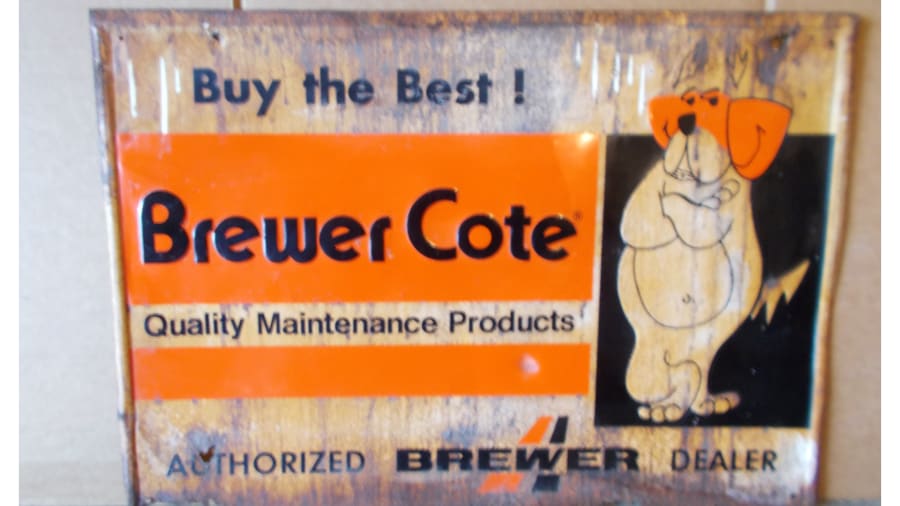 Buy the Best !
Brewer Cote®
Quality Maintenance Products
AUTHORIZED BREWER DEALER